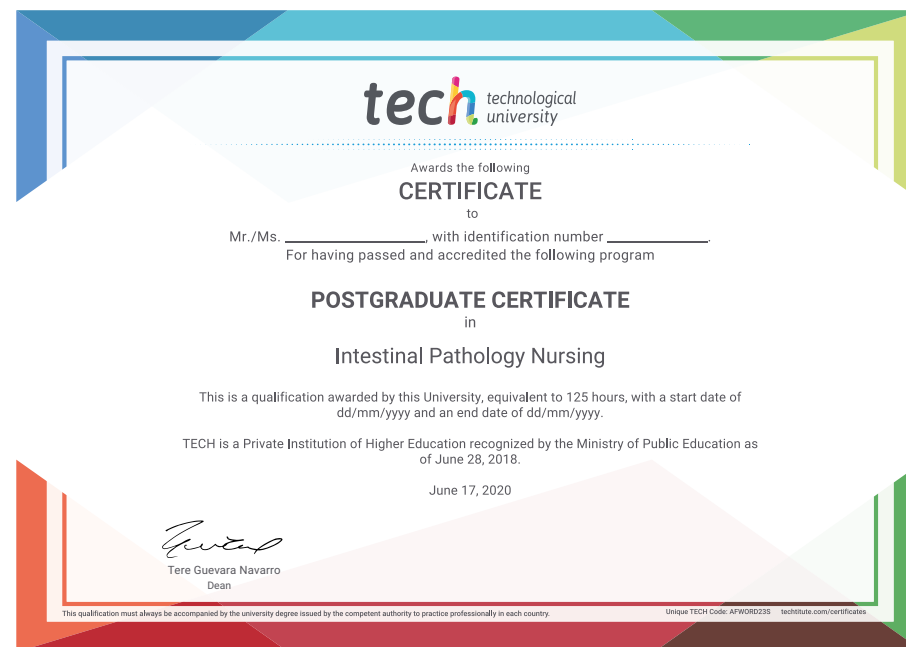 tech technological
university
Awards the following
CERTIFICATE
to
Mr./Ms. ____________________, with identification number ______________.
For having passed and accredited the following program
POSTGRADUATE CERTIFICATE
in
Intestinal Pathology Nursing
This is a qualification awarded by this University, equivalent to 125 hours, with a start date of
dd/mm/yyyy and an end date of dd/mm/yyyy.
TECH is a Private Institution of Higher Education recognized by the Ministry of Public Education as
of June 28, 2018.
June 17, 2020
Tere Guevara Navarro
Dean
This qualification must always be accompanied by the university degree issued by the competent authority to practice professionally in each country.
Unique TECH Code: AFWORD23S techtitute.com/certificates